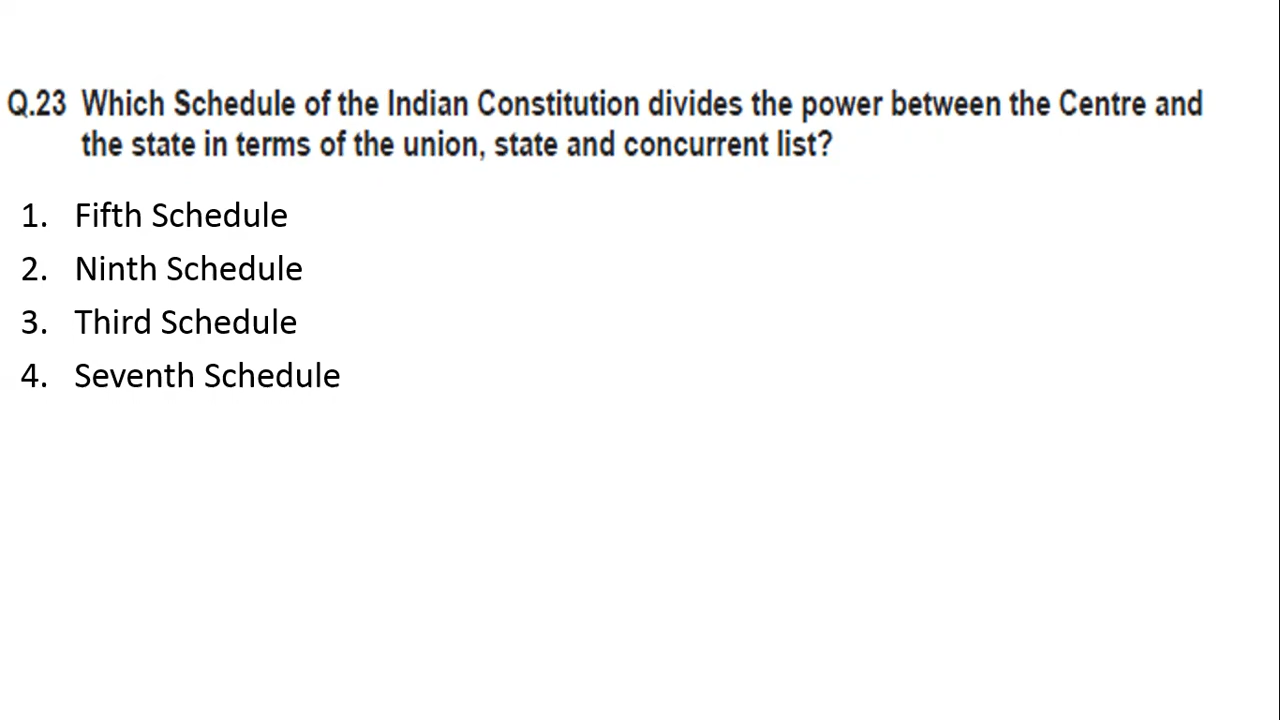 Q.23 Which Schedule of the Indian Constitution divides the power between the Centre and
the state in terms of the union, state and concurrent list?
1. Fifth Schedule
2. Ninth Schedule
3. Third Schedule
4. Seventh Schedule